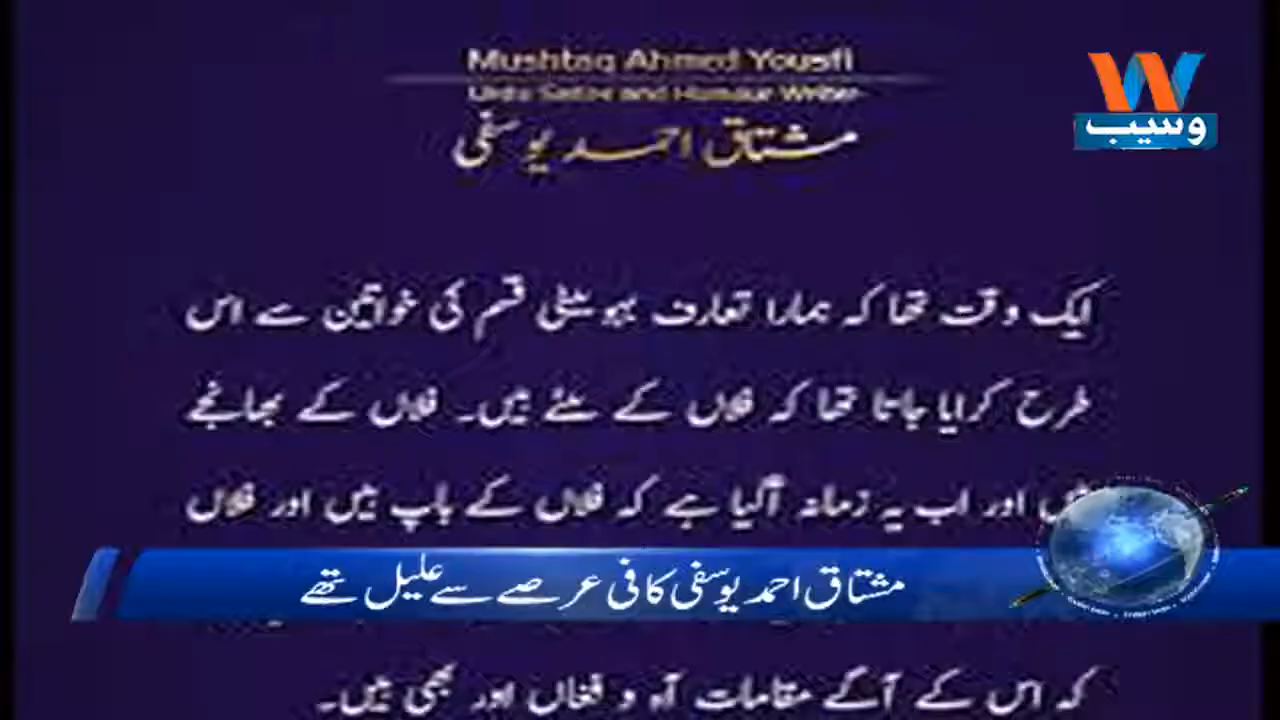 Mushtaq Ahmed Yousfi
Urdu Satire and Humour Writer
مشتاق احمد یوسفی
W
وسیب
ایک وقت تھا کہ ہمارا تعارف بہو بیٹی قسم کی خواتین سے اس
طرح کرایا جاتا تھا کہ فلاں کے بیٹے ہیں۔ فلاں کے بھانجے
ہیں اور اب یہ زمانہ آگیا ہے کہ فلاں کے باپ ہیں اور فلاں
مشتاق احمد یوسفی کافی عرصے سے علیل تھے
کہ اس کے آگے مقامات آہ و فغاں اور بھی ہیں۔